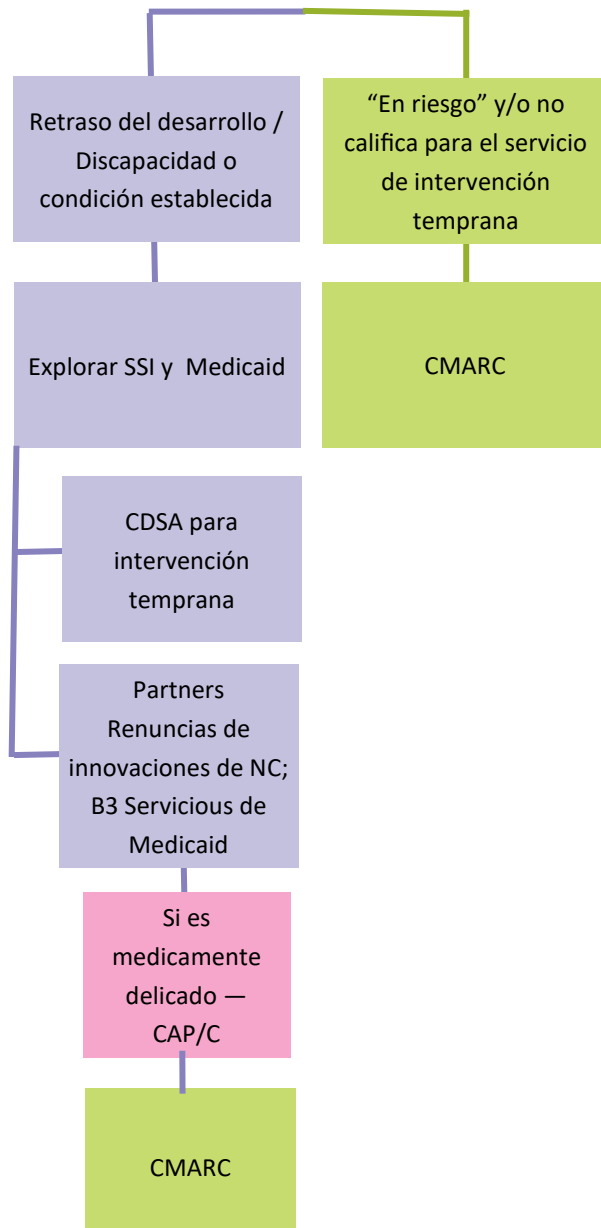 Retraso del desarrollo /
Discapacidad o
condición establecida
“En riesgo” y/o no
califica para el servicio
de intervención
temprana
Explorar SSI y Medicaid
CMARC
CDSA para
intervención
temprana
Partners
Renuncias de
innovaciones de NC;
B3 Servicious de
Medicaid
Si es
medicamente
delicado —
CAP/C
CMARC